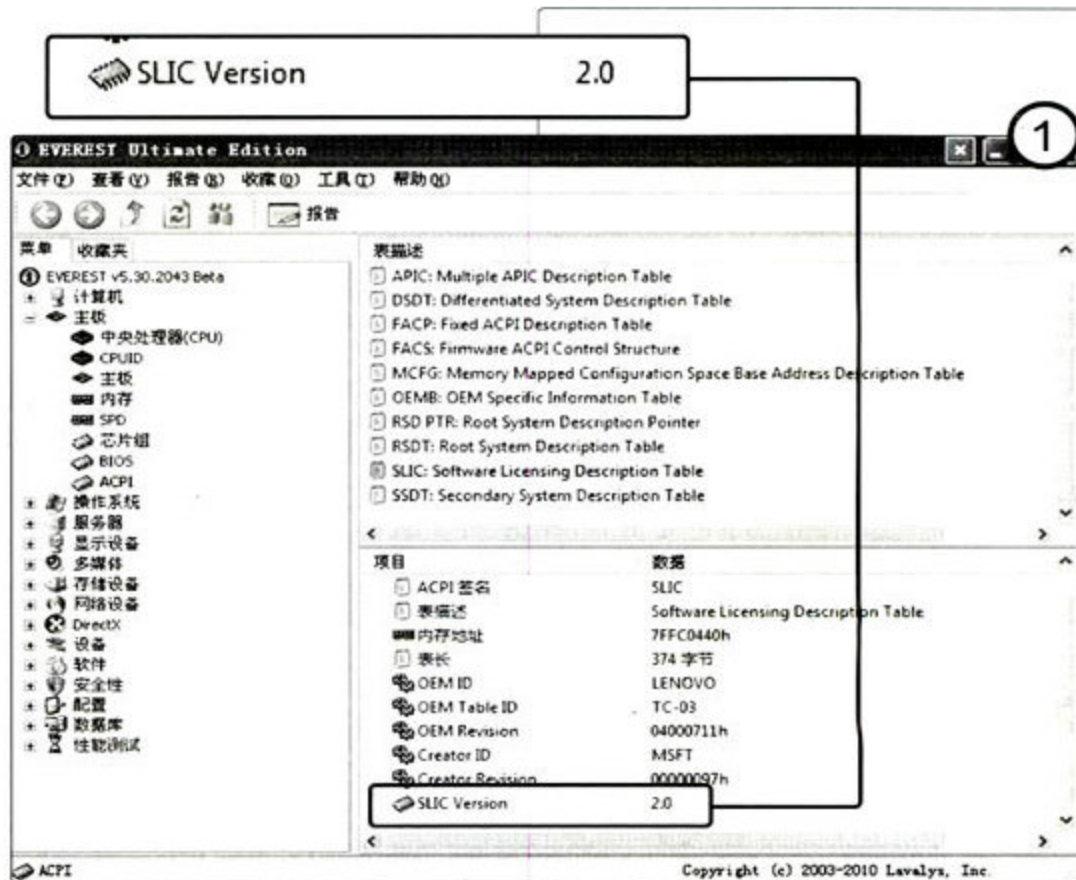 SLIC Version 2.0
1
EVEREST Ultimate Edition
文件(F) 查看(V) 报告(R) 收藏(O) 工具(T) 帮助(H)
报告
菜单 收藏夹
EVEREST v5.30.2043 Beta
计算机
主板
中央处理器(CPU)
CPUID
主板
内存
SPD
芯片组
BIOS
ACPI
操作系统
服务器
显示设备
多媒体
存储设备
网络设备
DirectX
设备
软件
安全性
配置
数据库
性能测试
表描述
APIC: Multiple APIC Description Table
DSDT: Differentiated System Description Table
FACP: Fixed ACPI Description Table
FACS: Firmware ACPI Control Structure
MCFG: Memory Mapped Configuration Space Base Address Description Table
OEMB: OEM Specific Information Table
RSD PTR: Root System Description Pointer
RSDT: Root System Description Table
SLIC: Software Licensing Description Table
SSDT: Secondary System Description Table
项目 数据
ACPI 签名 SLIC
表描述 Software Licensing Description Table
内存地址 7FFC0440h
表长 374 字节
OEM ID LENOVO
OEM Table ID TC-03
OEM Revision 04000711h
Creator ID MSFT
Creator Revision 00000097h
SLIC Version 2.0
ACPI
Copyright (c) 2003-2010 Lavalys, Inc.